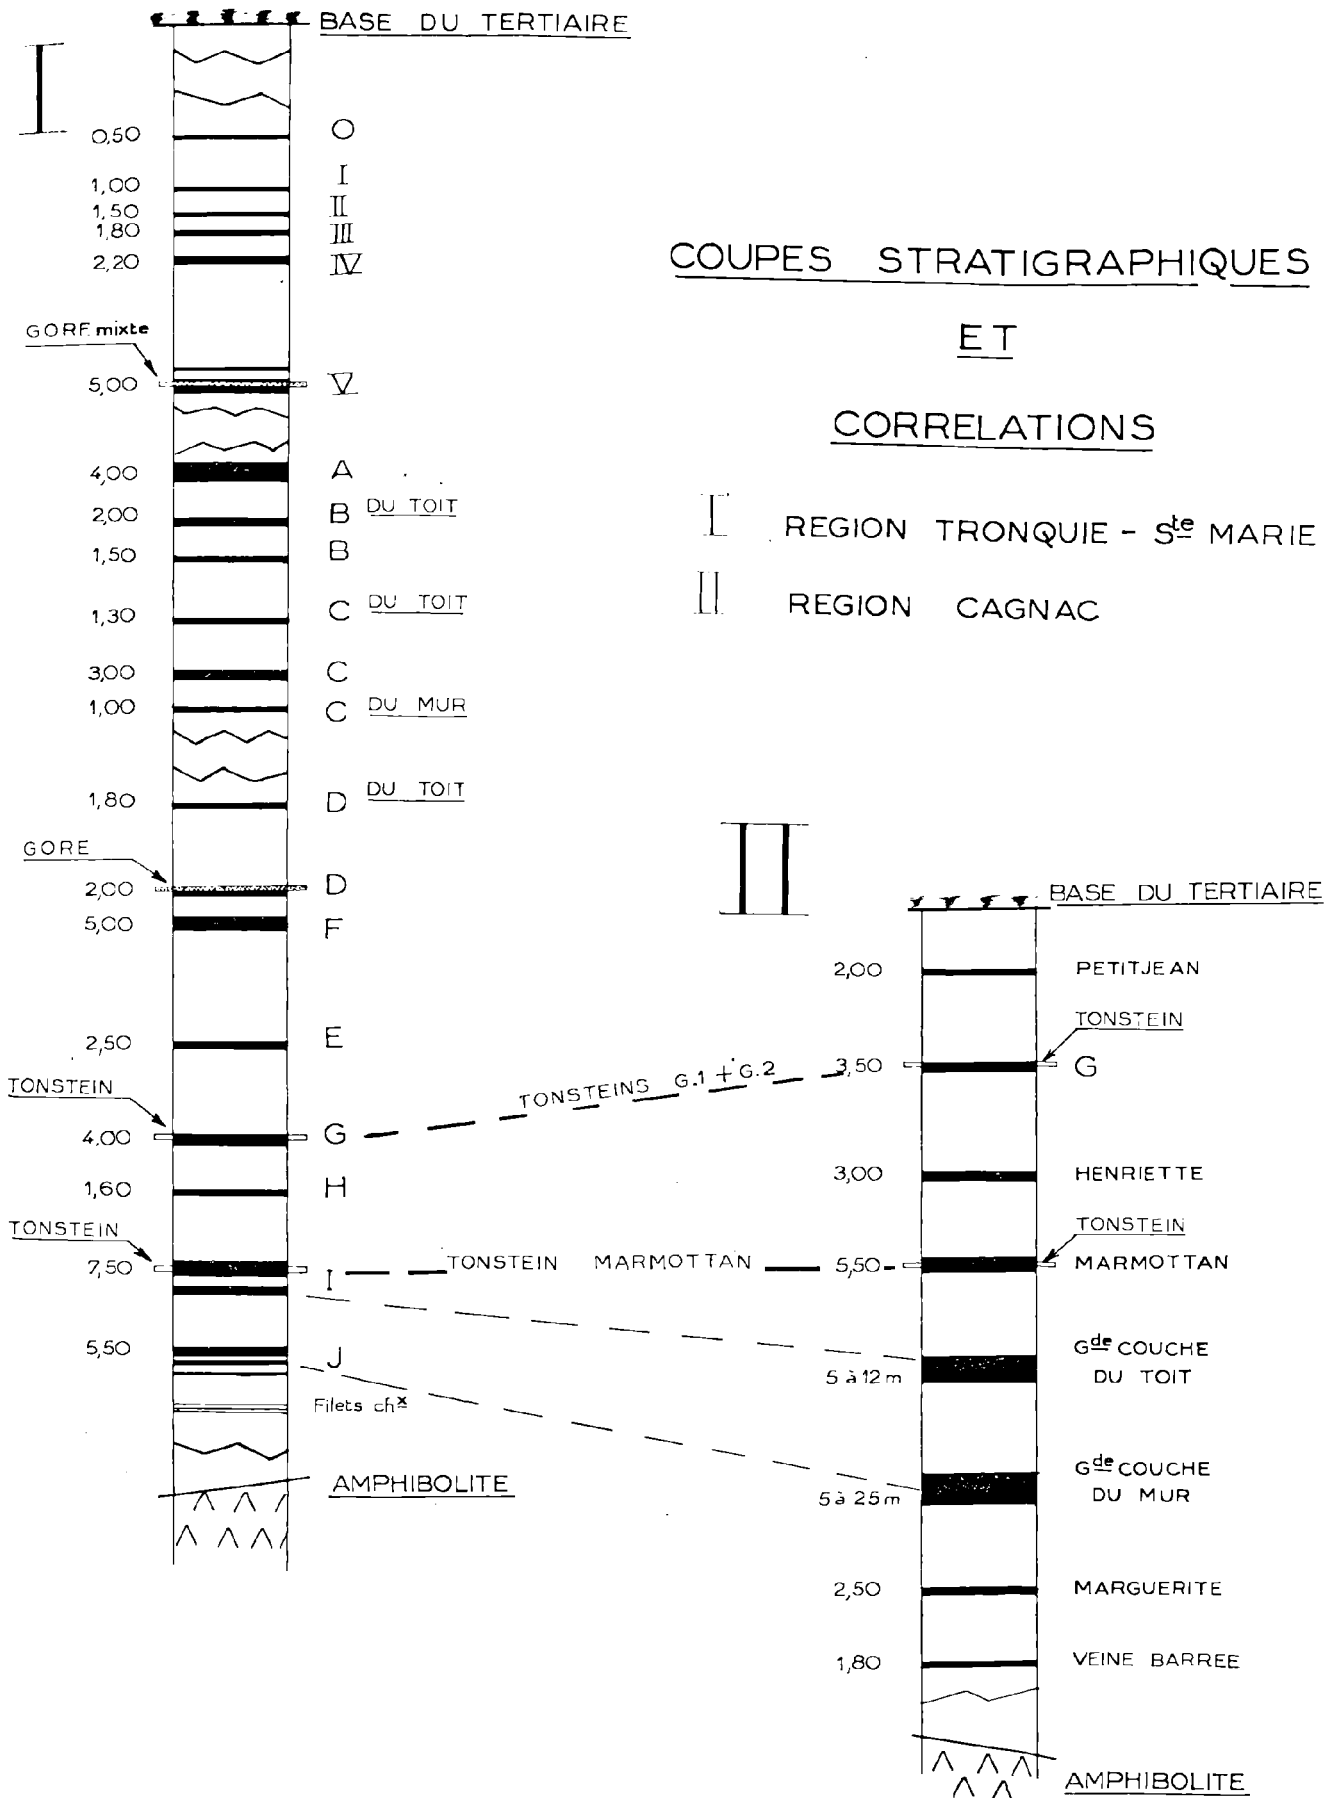 BASE DU TERTIAIRE
I
0,50 O
1,00 I
1,50 II
1,80 III
2,20 IV
GORE mixte
5,00 V
4,00 A
2,00 B DU TOIT
1,50 B
1,30 C DU TOIT
3,00 C
1,00 C DU MUR
1,80 D DU TOIT
GORE
2,00 D
5,00 F
2,50 E
TONSTEIN
4,00 G
1,60 H
TONSTEIN
7,50 I
5,50 J
Filets chx
AMPHIBOLITE
TONSTEINS G.1 + G.2
TONSTEIN MARMOTTAN
COUPES STRATIGRAPHIQUES
ET
CORRELATIONS
I REGION TRONQUIE - Ste MARIE
II REGION CAGNAC
II
BASE DU TERTIAIRE
2,00 PETITJEAN
TONSTEIN
3,50 G
3,00 HENRIETTE
TONSTEIN
5,50 MARMOTTAN
Gde COUCHE
5 à 12 m DU TOIT
Gde COUCHE
5 à 25 m DU MUR
2,50 MARGUERITE
1,80 VEINE BARREE
AMPHIBOLITE